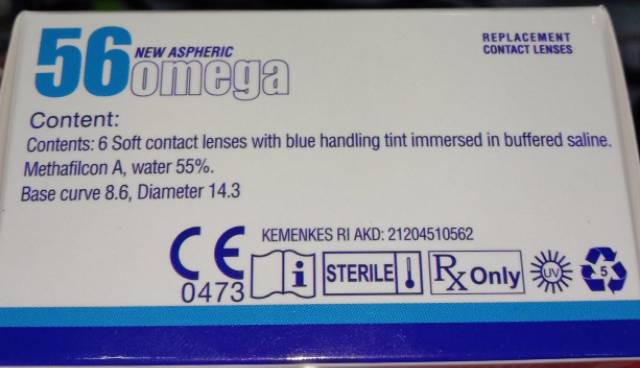 56 NEW ASPHERIC
omega
REPLACEMENT
CONTACT LENSES
Content:
Contents: 6 Soft contact lenses with blue handling tint immersed in buffered saline.
Methafilcon A, water 55%.
Base curve 8.6, Diameter 14.3
KEMENKES RI AKD: 21204510562
CE 0473
i
STERILE
Rx Only
UV
5